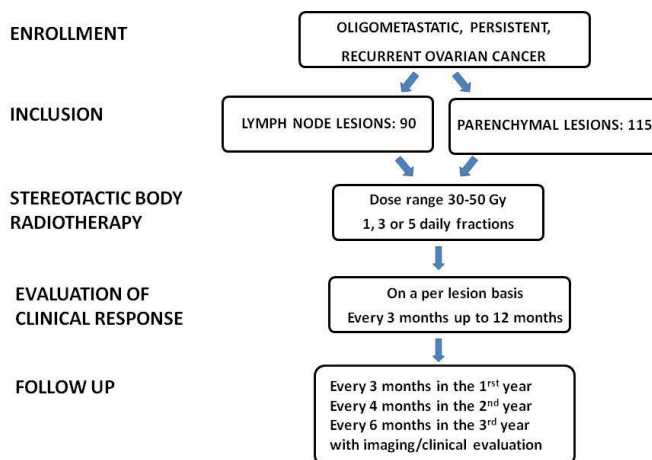 ENROLLMENT
OLIGOMETASTATIC, PERSISTENT,
RECURRENT OVARIAN CANCER
INCLUSION
LYMPH NODE LESIONS: 90
PARENCHYMAL LESIONS: 115
STEREOTACTIC BODY
RADIOTHERAPY
Dose range 30-50 Gy
1, 3 or 5 daily fractions
EVALUATION OF
CLINICAL RESPONSE
On a per lesion basis
Every 3 months up to 12 months
FOLLOW UP
Every 3 months in the 1rst year
Every 4 months in the 2nd year
Every 6 months in the 3rd year
with imaging/clinical evaluation